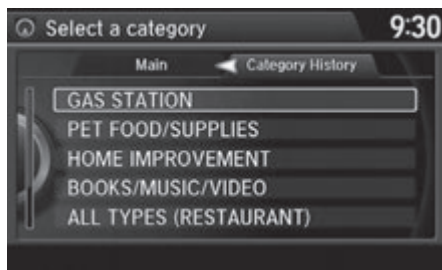 Select a category 9:30
Main Category History
GAS STATION
PET FOOD/SUPPLIES
HOME IMPROVEMENT
BOOKS/MUSIC/VIDEO
ALL TYPES (RESTAURANT)